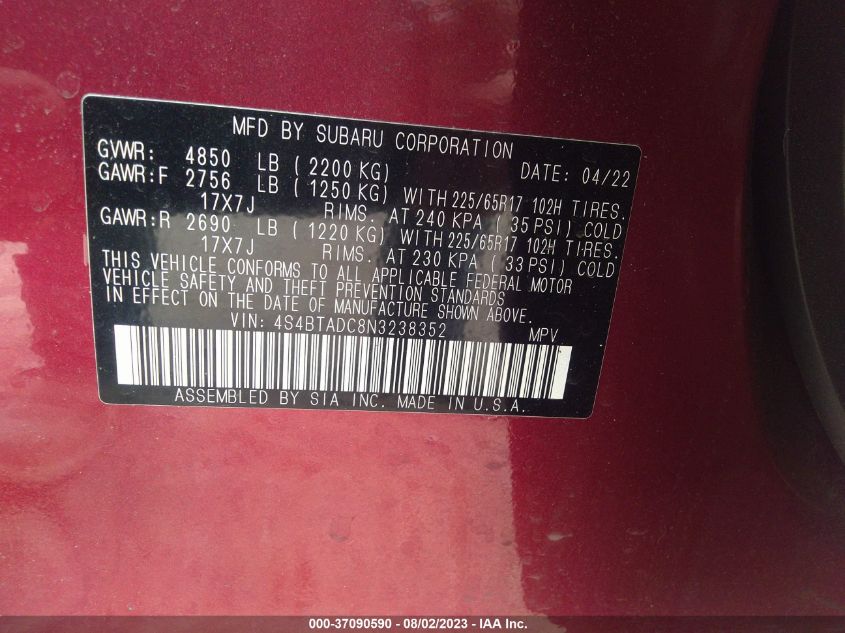 MFD BY SUBARU CORPORATION
GVWR: 4850 LB (2200 KG) DATE: 04/22
GAWR:F 2756 LB (1250 KG) WITH 225/65R17 102H TIRES.
17X7J RIMS. AT 240 KPA (35 PSI) COLD
GAWR:R 2690 LB (1220 KG) WITH 225/65R17 102H TIRES.
17X7J RIMS. AT 230 KPA (33 PSI) COLD
THIS VEHICLE CONFORMS TO ALL APPLICABLE FEDERAL MOTOR
VEHICLE SAFETY AND THEFT PREVENTION STANDARDS
IN EFFECT ON THE DATE OF MANUFACTURE SHOWN ABOVE.
VIN: 4S4BTADC8N3238352 MPV
ASSEMBLED BY SIA INC. MADE IN U.S.A.
000-37090590 - 08/02/2023 - IAA Inc.